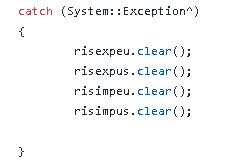 catch (System::Exception^)
{
risexpeu.clear();
risexpus.clear();
risimpeu.clear();
risimpus.clear();
}